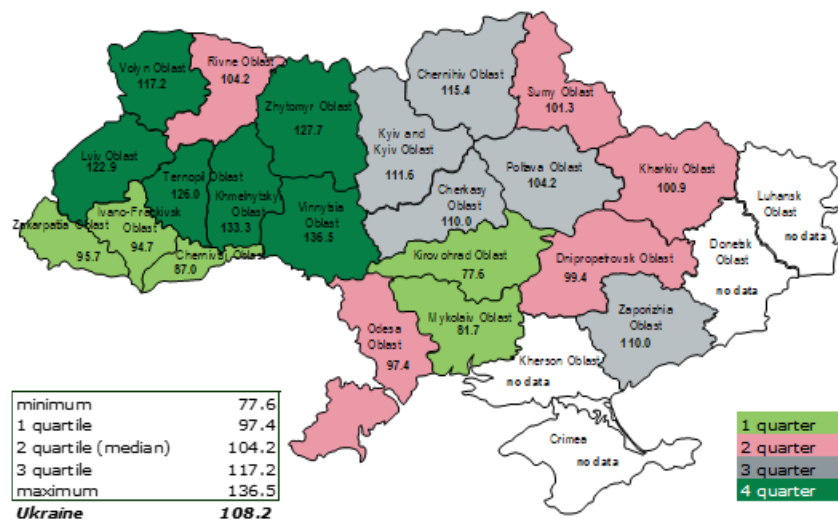 Volyn Oblast
117.2
Rivne Oblast
104.2
Zhytomyr Oblast
127.7
Kyiv and
Kyiv Oblast
111.6
Chernihiv Oblast
115.4
Sumy Oblast
101.3
Lviv Oblast
122.9
Ternopil Oblast
126.0
Khmelnytskyi
Oblast
133.3
Vinnytsia
Oblast
136.5
Cherkasy
Oblast
110.0
Poltava Oblast
104.2
Kharkiv Oblast
100.9
Luhansk
Oblast
no data
Zakarpattia Oblast
95.7
Ivano-Frankivsk
Oblast
94.7
Chernivtsi Oblast
87.0
Kirovohrad Oblast
77.6
Dnipropetrovsk Oblast
99.4
Donetsk
Oblast
no data
Odesa
Oblast
97.4
Mykolaiv Oblast
81.7
Zaporizhia
Oblast
110.0
Kherson Oblast
no data
Crimea
no data
minimum 77.6
1 quartile 97.4
2 quartile (median) 104.2
3 quartile 117.2
maximum 136.5
Ukraine 108.2
1 quarter
2 quarter
3 quarter
4 quarter